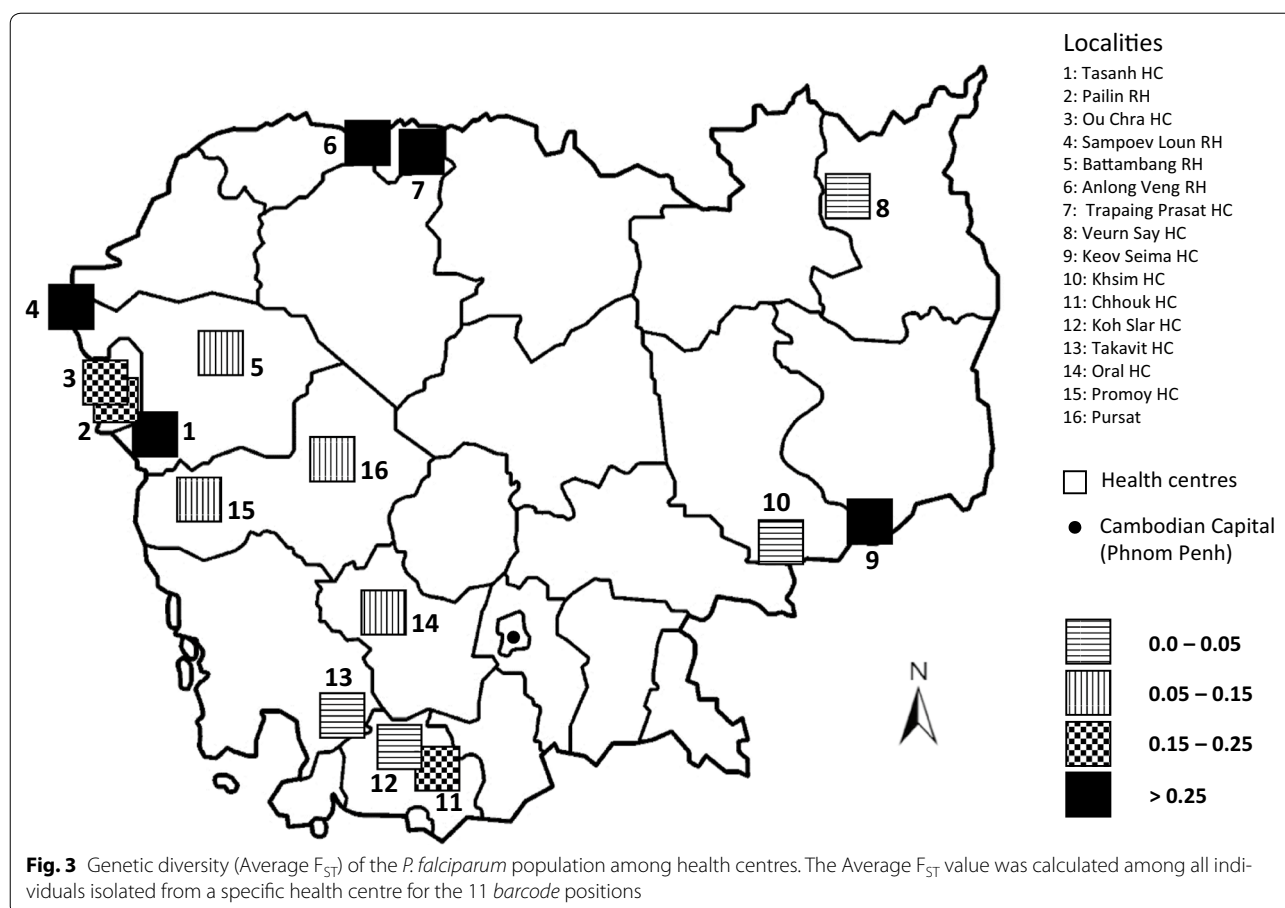 Localities
1: Tasanh HC
2: Pailin RH
3: Ou Chra HC
4: Sampoev Loun RH
5: Battambang RH
6: Anlong Veng RH
7: Trapaing Prasat HC
8: Veurn Say HC
9: Keov Seima HC
10: Khsim HC
11: Chhouk HC
12: Koh Slar HC
13: Takavit HC
14: Oral HC
15: Promoy HC
16: Pursat
Health centres
Cambodian Capital
(Phnom Penh)
0.0 – 0.05
0.05 – 0.15
0.15 – 0.25
> 0.25
N
6
7
8
4
5
3
2
1
16
15
10
9
14
13
12
11
Fig. 3 Genetic diversity (Average FST) of the P. falciparum population among health centres. The Average FST value was calculated among all indi-
viduals isolated from a specific health centre for the 11 barcode positions